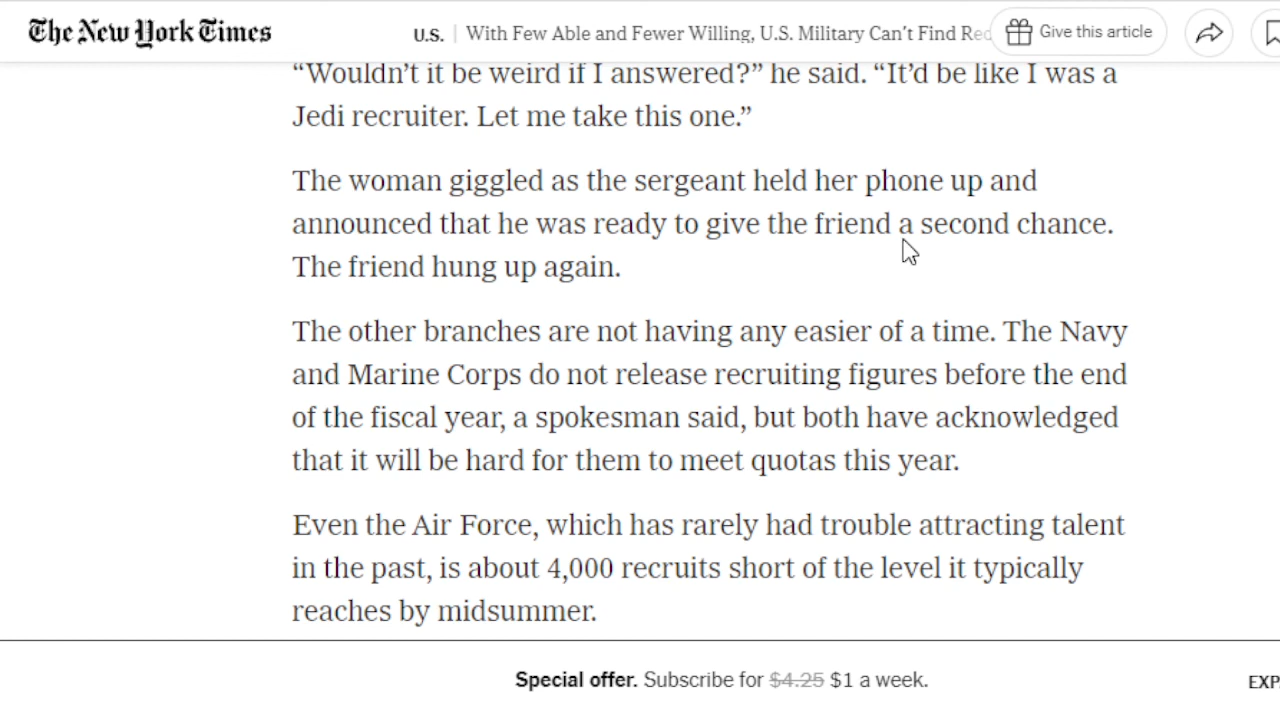 The New York Times
U.S. | With Few Able and Fewer Willing, U.S. Military Can't Find
Give this article
“Wouldn’t it be weird if I answered?” he said. “It’d be like I was a
Jedi recruiter. Let me take this one.”
The woman giggled as the sergeant held her phone up and
announced that he was ready to give the friend a second chance.
The friend hung up again.
The other branches are not having any easier of a time. The Navy
and Marine Corps do not release recruiting figures before the end
of the fiscal year, a spokesman said, but both have acknowledged
that it will be hard for them to meet quotas this year.
Even the Air Force, which has rarely had trouble attracting talent
in the past, is about 4,000 recruits short of the level it typically
reaches by midsummer.
Special offer. Subscribe for $4.25 $1 a week.